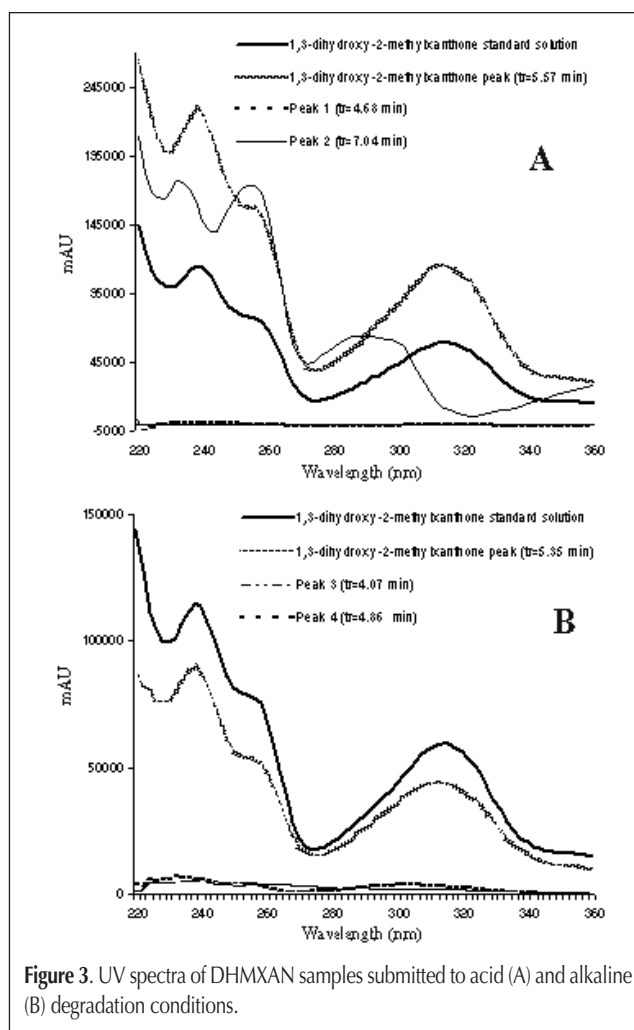 1,3-dihydroxy-2-methylxanthone standard solution
1,3-dihydroxy-2-methylxanthone peak (tr=5.57 min)
Peak 1 (tr=4.68 min)
Peak 2 (tr=7.04 min)
A
mAU
245000
195000
145000
95000
45000
-5000
220 240 260 280 300 320 340 360
Wavelength (nm)
1,3-dihydroxy-2-methylxanthone standard solution
1,3-dihydroxy-2-methylxanthone peak (tr=5.35 min)
Peak 3 (tr=4.07 min)
Peak 4 (tr=4.86 min)
B
mAU
150000
100000
50000
0
220 240 260 280 300 320 340 360
Wavelength (nm)
Figure 3. UV spectra of DHMXAN samples submitted to acid (A) and alkaline
(B) degradation conditions.